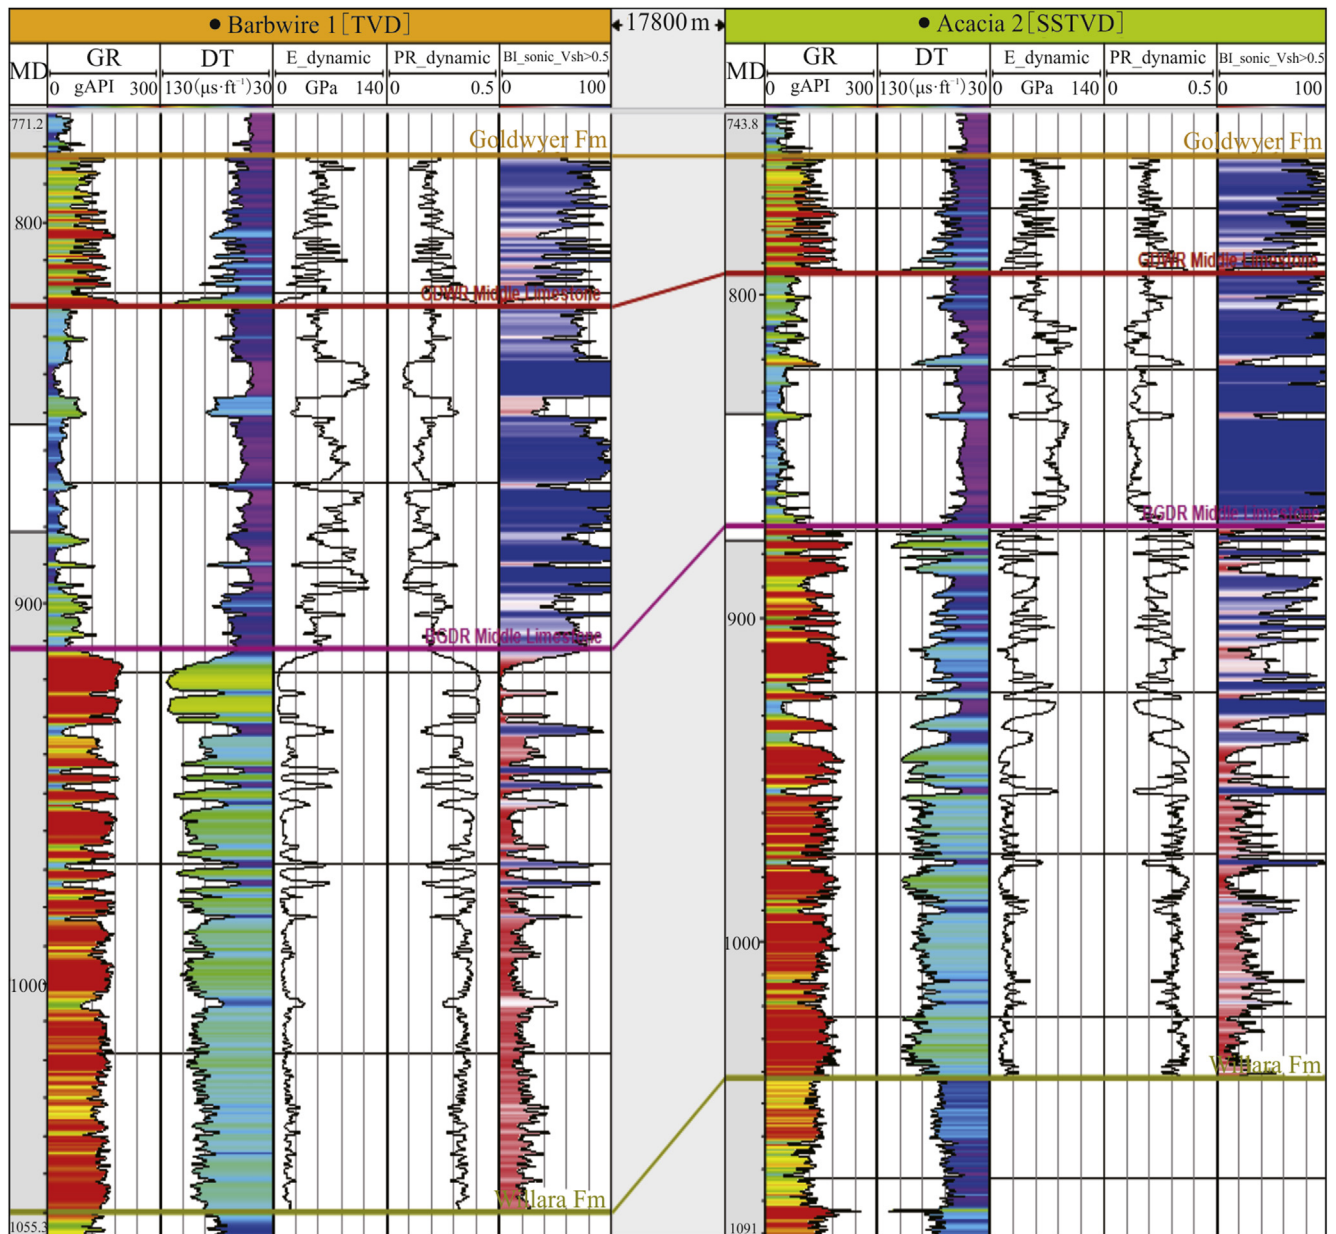 ● Barbwire 1[TVD]
17800m
● Acacia 2[SSTVD]
MD
GR
0 gAPI 300
DT
130(μs·ft⁻¹)30
E_dynamic
0 GPa 140
PR_dynamic
0 0.5
BI_sonic_Vsh>0.5
0 100
MD
GR
0 gAPI 300
DT
130(μs·ft⁻¹)30
E_dynamic
0 GPa 140
PR_dynamic
0 0.5
BI_sonic_Vsh>0.5
0 100
771.2
743.8
Goldwyer Fm
Goldwyer Fm
800
GDWR Middle Limestone
GDWR Middle Limestone
800
BGDR Middle Limestone
BGDR Middle Limestone
900
900
1000
1000
Willara Fm
Willara Fm
1055.3
1091